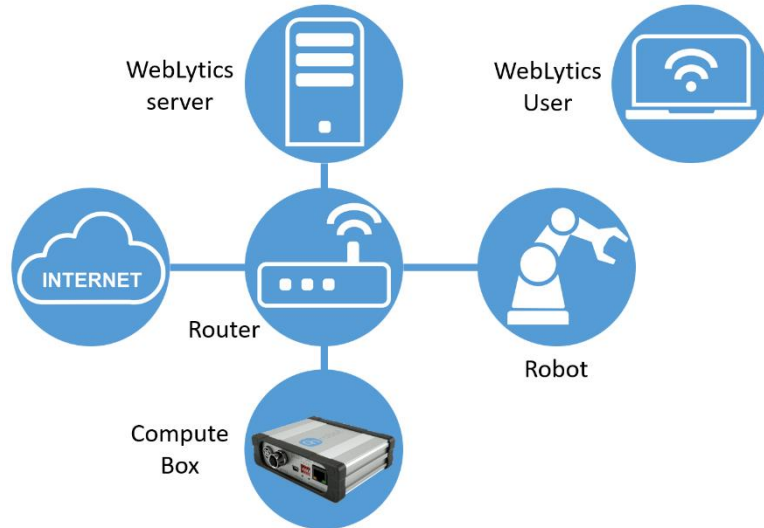 WebLytics
server
WebLytics
User
INTERNET
Router
Robot
Compute
Box